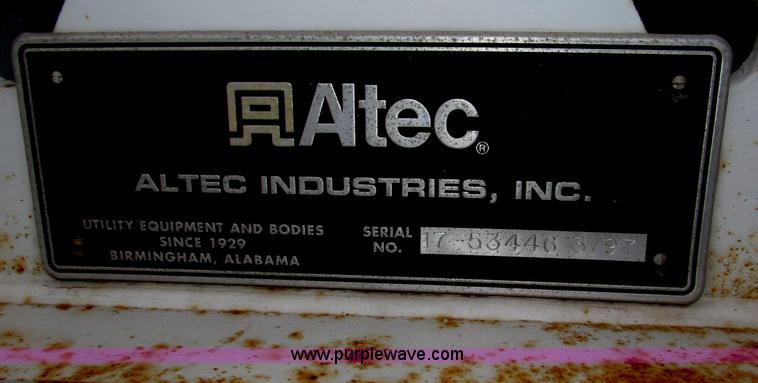 Altec®
ALTEC INDUSTRIES, INC.
UTILITY EQUIPMENT AND BODIES
SINCE 1929
BIRMINGHAM, ALABAMA
SERIAL
NO. 17-53446 3/97
www.purplewave.com